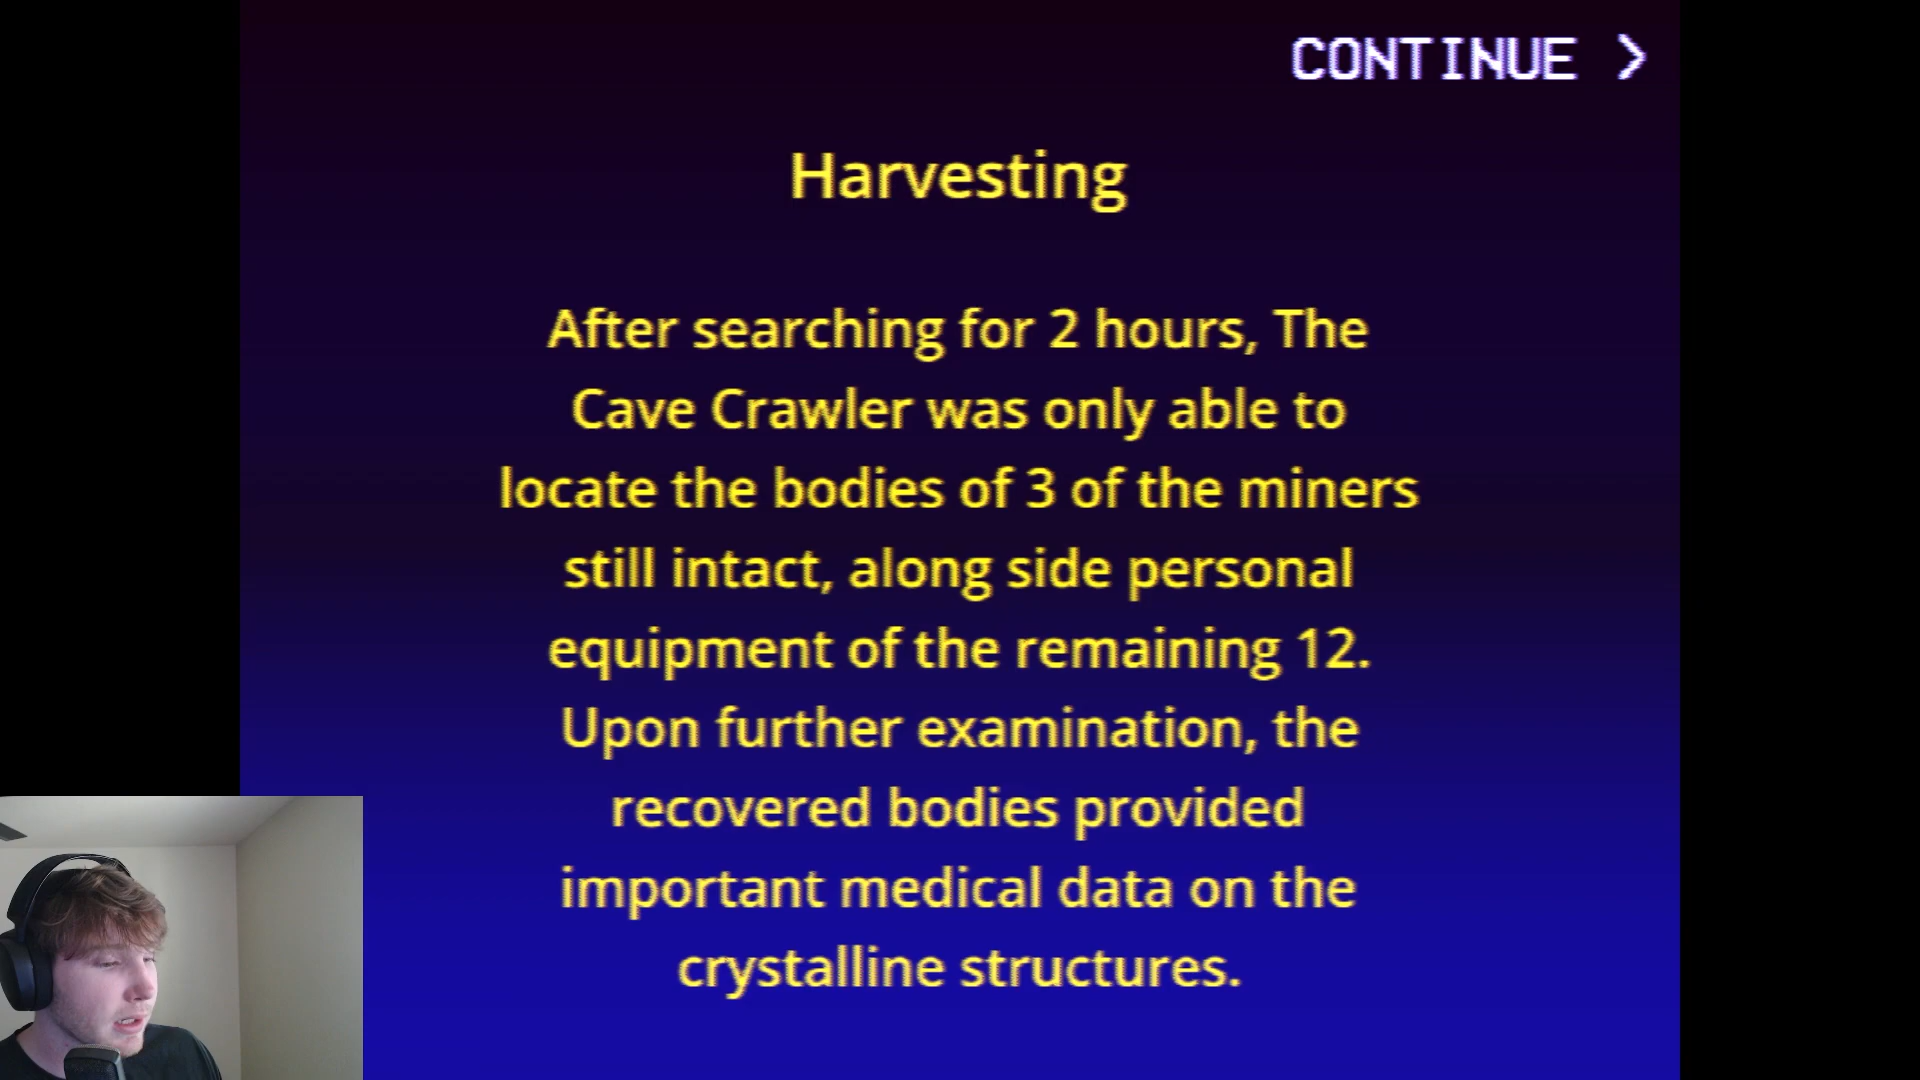 CONTINUE >
Harvesting
After searching for 2 hours, The
Cave Crawler was only able to
locate the bodies of 3 of the miners
still intact, along side personal
equipment of the remaining 12.
Upon further examination, the
recovered bodies provided
important medical data on the
crystalline structures.